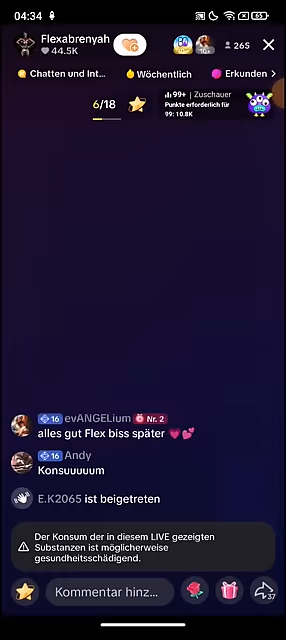 04:34
65
Flexabrenyah
44.5K
10+
265
Chatten und Int...
Wöchentlich
Erkunden
6/18
99+ | Zuschauer
Punkte erforderlich für
99: 10.8K
16 evANGELium Nr. 2
alles gut Flex biss später
16 Andy
Konsuuuuum
E.K2065 ist beigetreten
Der Konsum der in diesem LIVE gezeigten
Substanzen ist möglicherweise
gesundheitsschädigend.
Kommentar hinz...
37